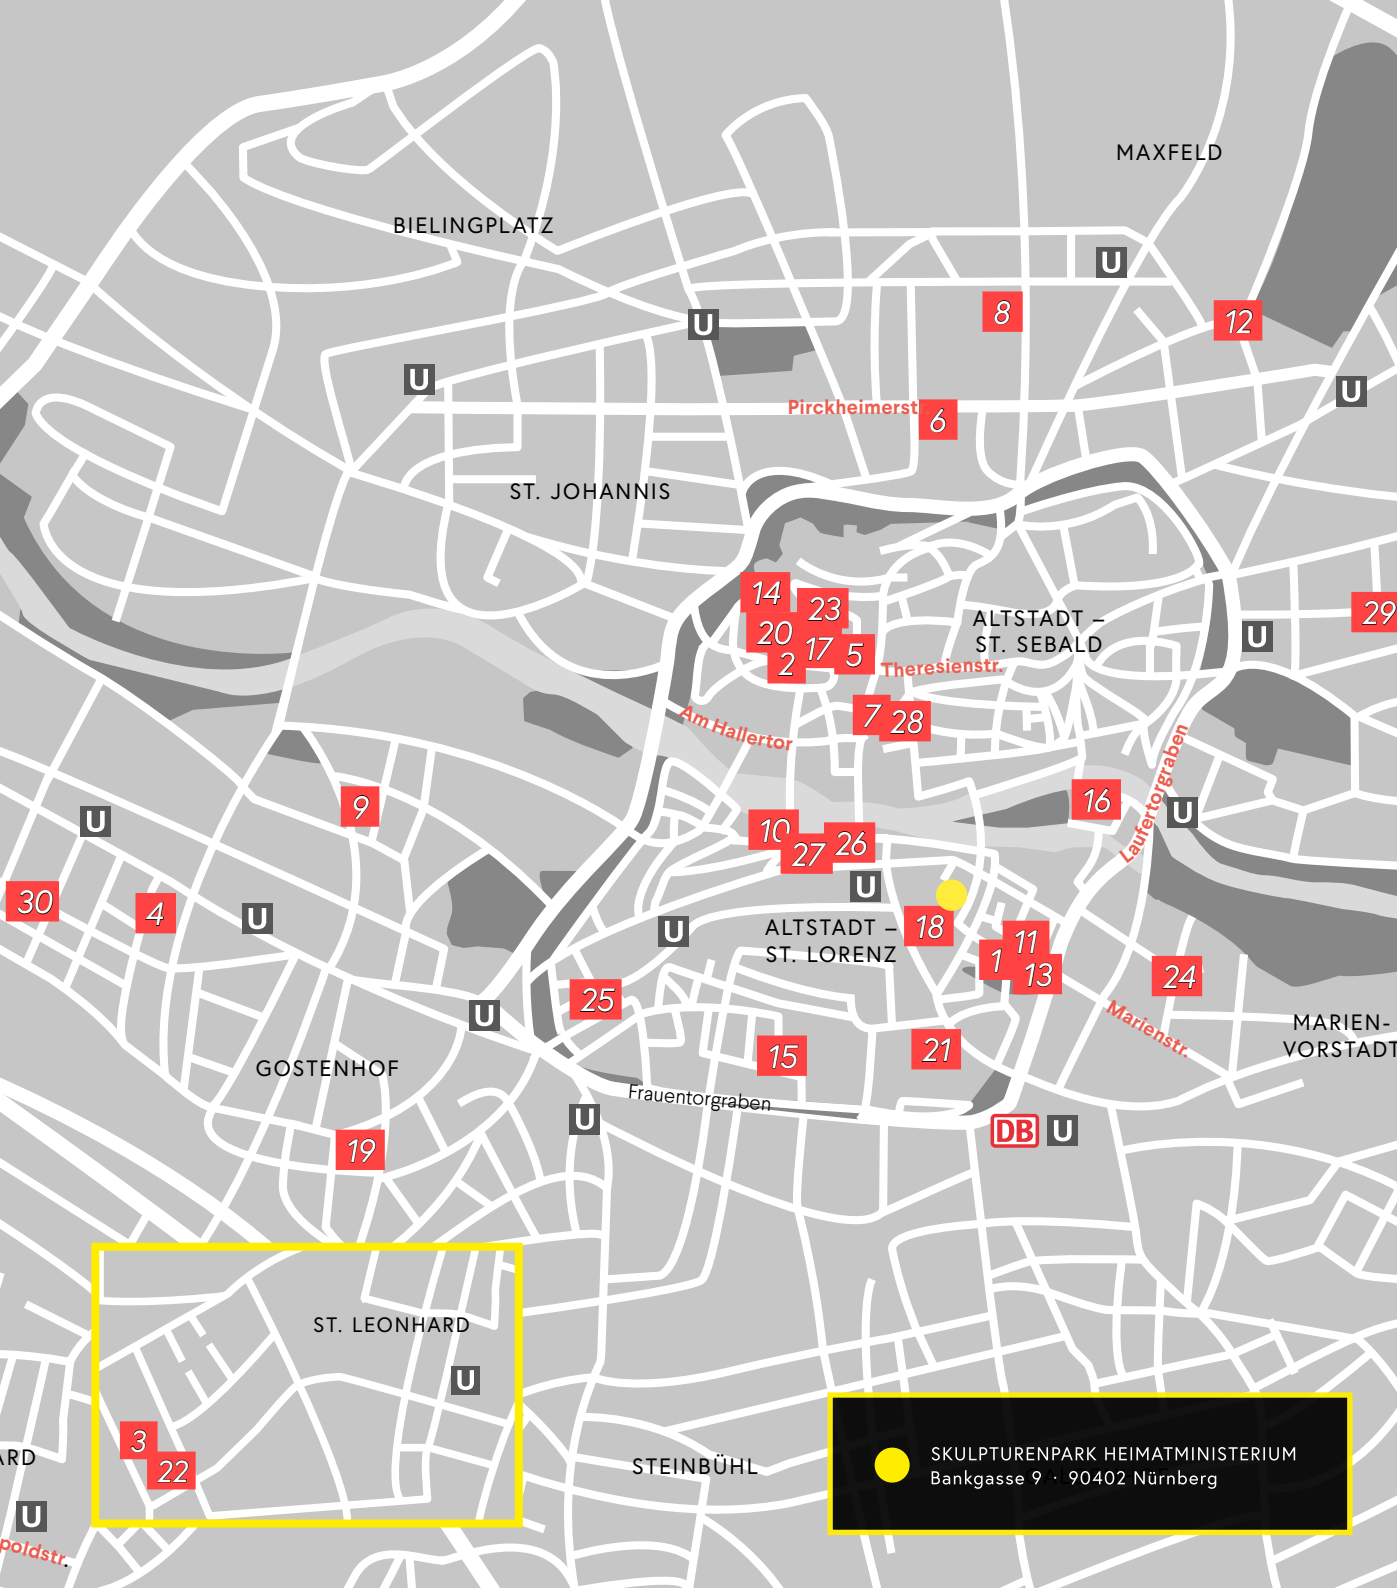 MAXFELD
BIELINGPLATZ
U
8
12
U
U
U
Pirckheimerst
6
ST. JOHANNIS
14
23
20
17
5
2
ALTSTADT –
ST. SEBALD
29
U
Theresienstr.
7
28
Am Hallertor
9
16
Laufertorgraben
U
U
10
27
26
U
30
4
U
U
18
ALTSTADT –
ST. LORENZ
11
1
13
24
25
U
Marienstr.
MARIEN-
VORSTADT
21
15
GOSTENHOF
Frauentorgraben
U
DB
U
19
ST. LEONHARD
U
3
22
ARD
STEINBÜHL
U
poldstr.
SKULPTURENPARK HEIMATMINISTERIUM
Bankgasse 9 · 90402 Nürnberg